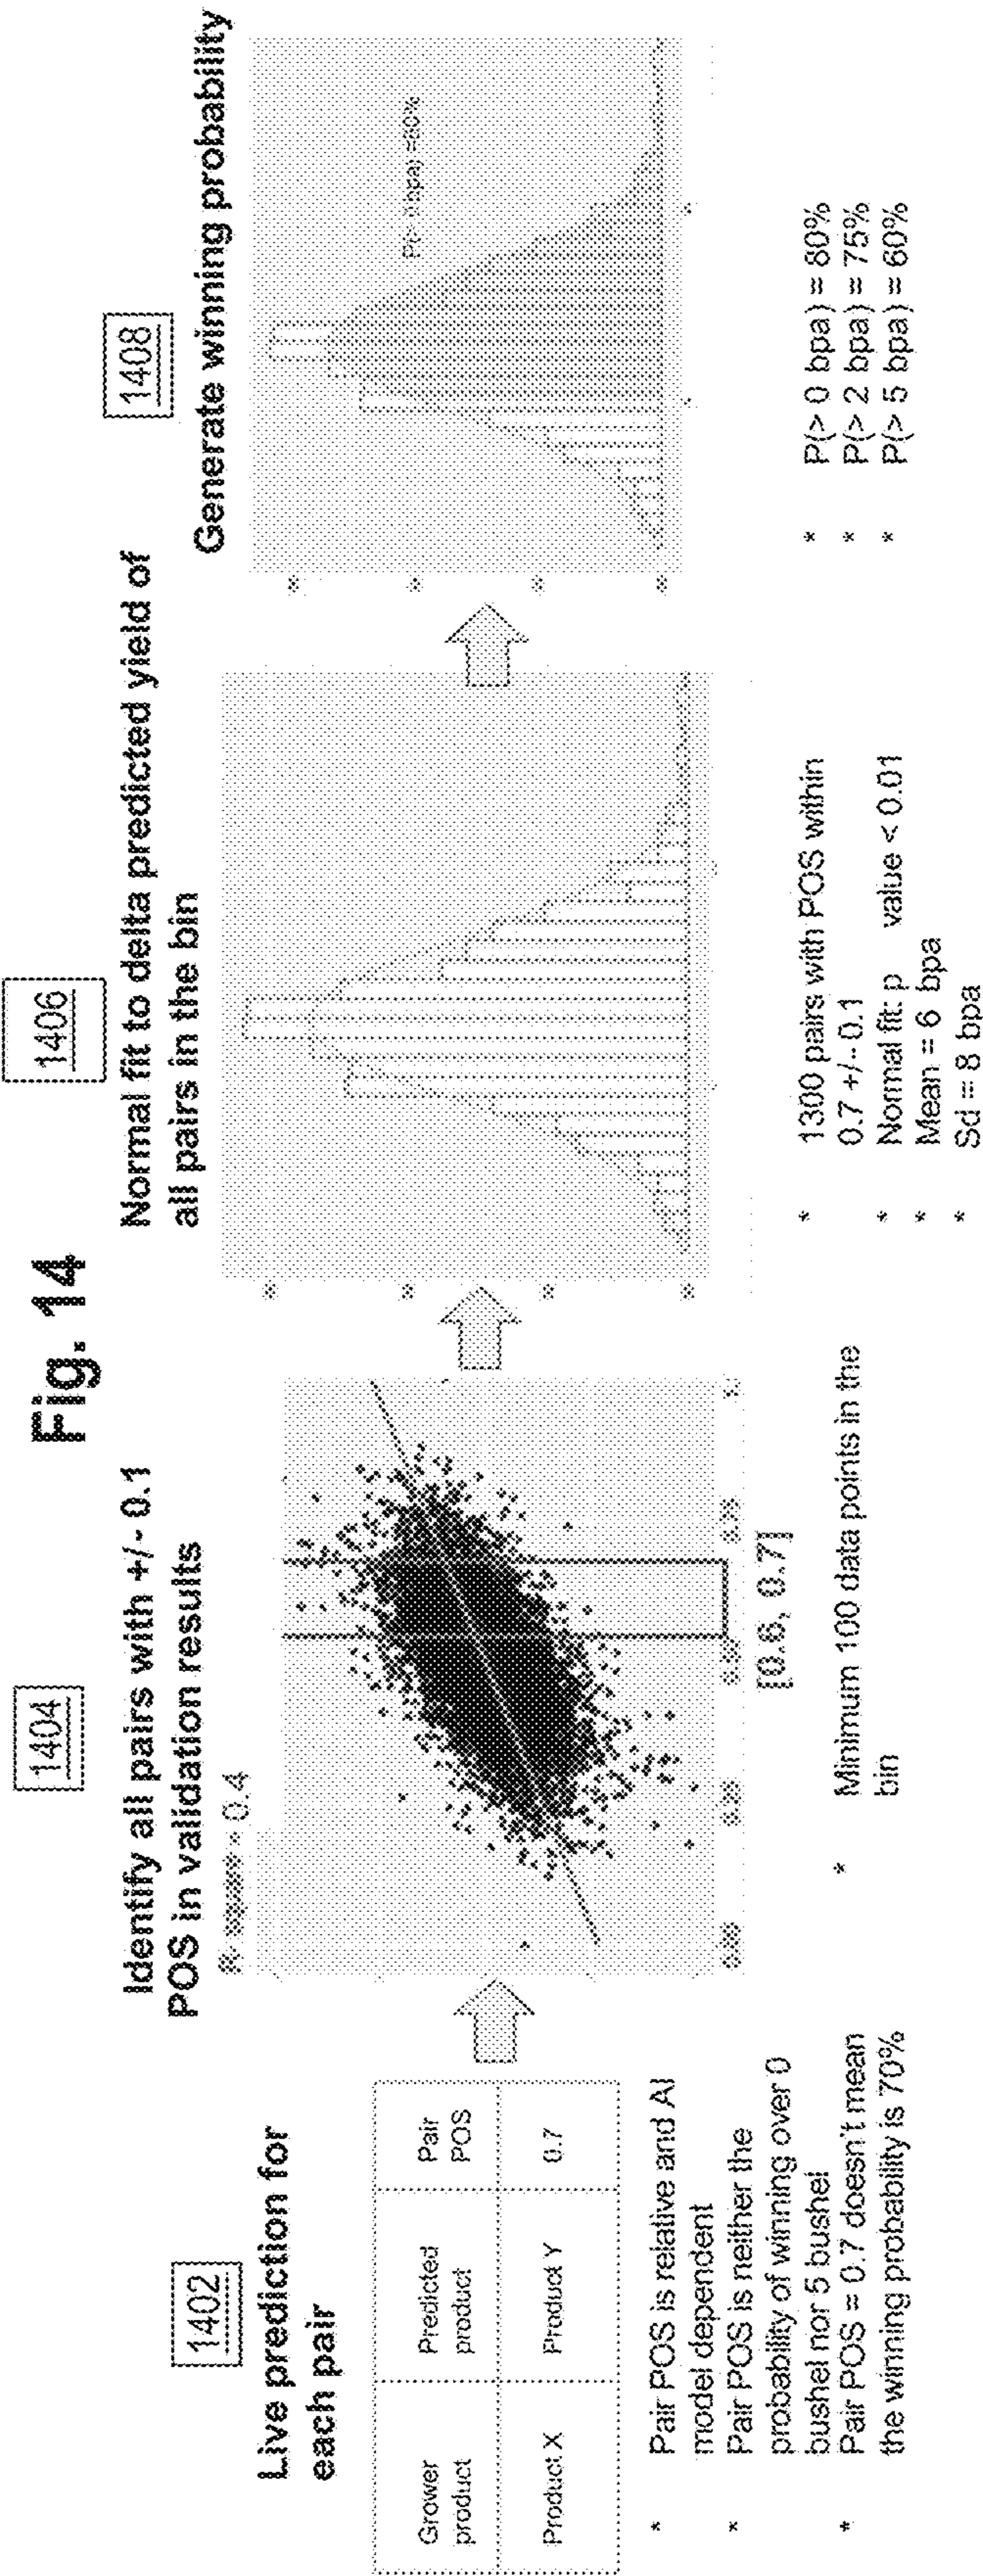 Fig. 14
1402
Live prediction for
each pair
Grower
product
Predicted
product
Pair
POS
Product X
Product Y
0.7
* Pair POS is relative and AI
model dependent
* Pair POS is neither the
probability of winning over 0
bushel nor 5 bushel
* Pair POS = 0.7 doesn't mean
the winning probability is 70%
1404
Identify all pairs with +/- 0.1
POS in validation results
0.4
[0.6, 0.7]
* Minimum 100 data points in the
bin
1406
Normal fit to delta predicted yield of
all pairs in the bin
* 1300 pairs with POS within
0.7 +/- 0.1
* Normal fit: p value < 0.01
* Mean = 6 bpa
* Sd = 8 bpa
1408
Generate winning probability
P(> 0 bpa) =80%
* P(> 0 bpa) = 80%
* P(> 2 bpa) = 75%
* P(> 5 bpa) = 60%